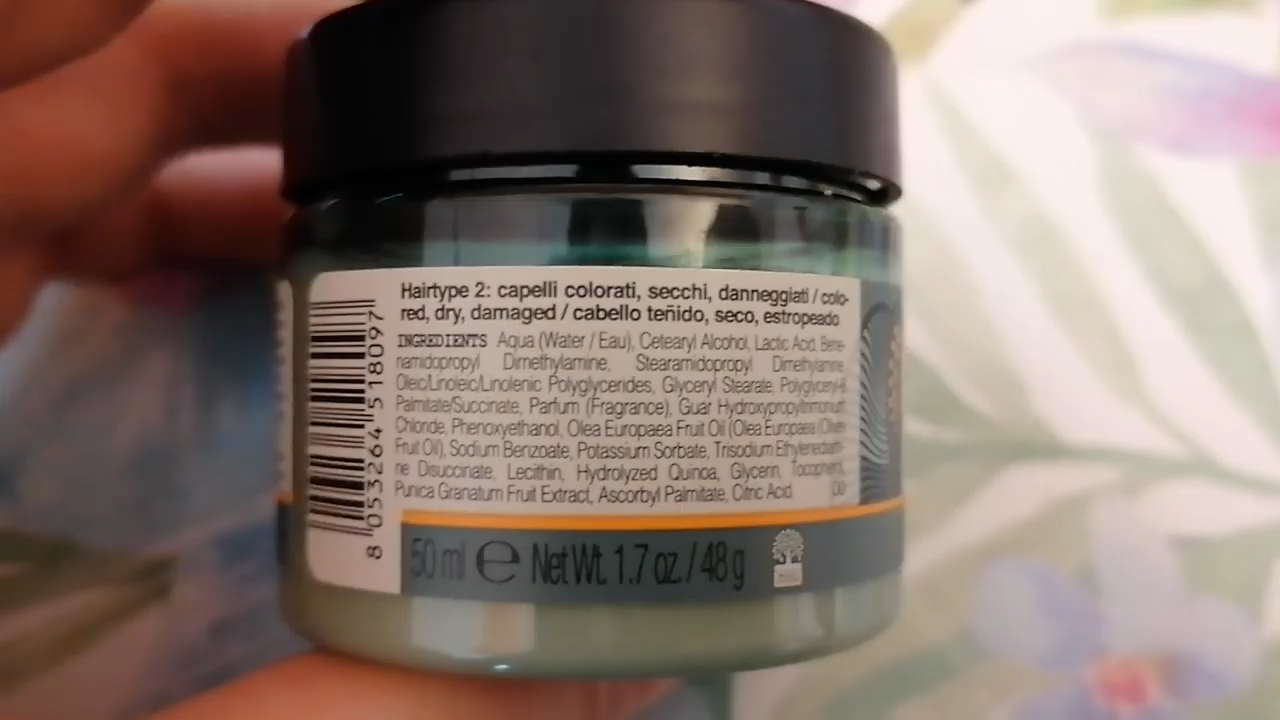 Hairtype 2: capelli colorati, secchi, danneggiati / colo-
red, dry, damaged / cabello teñido, seco, estropeado
INGREDIENTS Aqua (Water / Eau), Cetearyl Alcohol, Lactic Acid, Behe-
namidopropyl Dimethylamine, Stearamidopropyl Dimethylamine,
Oleic/Linoleic/Linolenic Polyglycerides, Glyceryl Stearate, Polyglyceryl-6
Palmitate/Succinate, Parfum (Fragrance), Guar Hydroxypropyltrimonium
Chloride, Phenoxyethanol, Olea Europaea Fruit Oil (Olea Europaea (Olive)
Fruit Oil), Sodium Benzoate, Potassium Sorbate, Trisodium Ethylenediami-
ne Disuccinate, Lecithin, Hydrolyzed Quinoa, Glycerin, Tocopherol,
Punica Granatum Fruit Extract, Ascorbyl Palmitate, Citric Acid. 00
8 053264 518097
50 ml e Net Wt. 1.7 oz. / 48 g